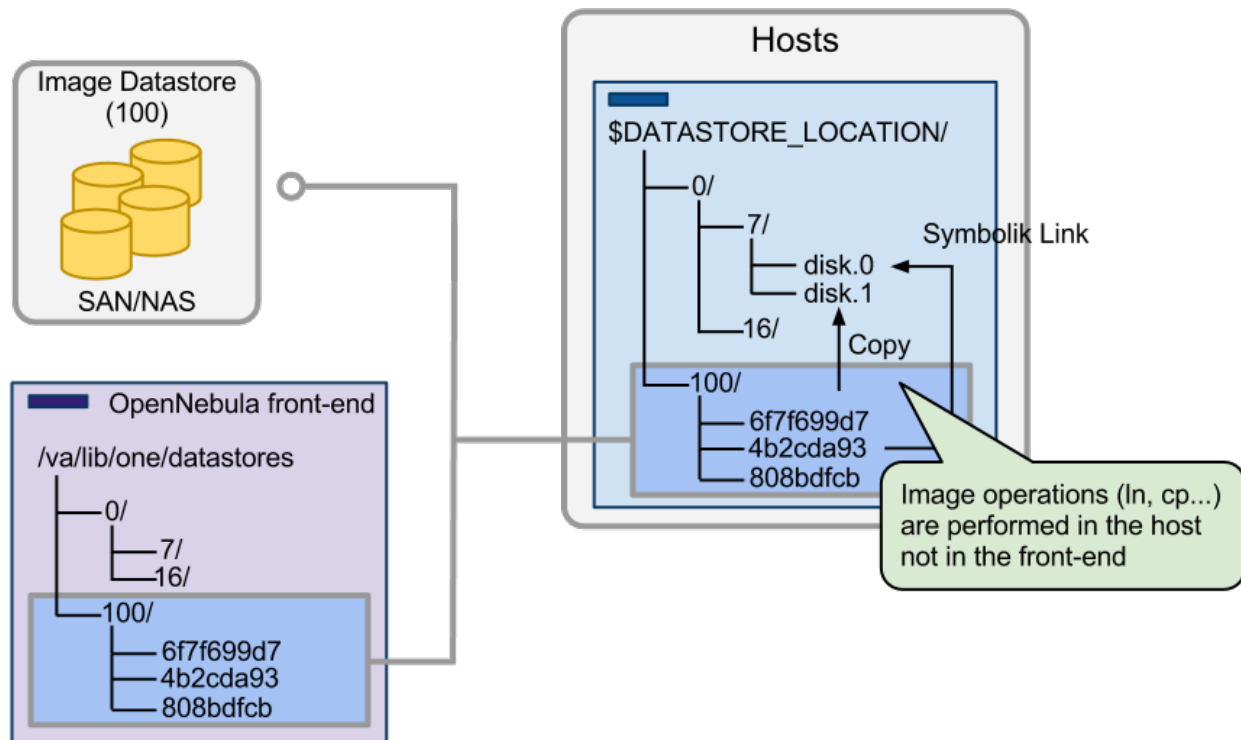 Image Datastore
(100)
SAN/NAS
OpenNebula front-end
/va/lib/one/datastores
0/
7/
16/
100/
6f7f699d7
4b2cda93
808bdfcb
Hosts
$DATASTORE_LOCATION/
0/
7/
Symbolik Link
disk.0
disk.1
16/
Copy
100/
6f7f699d7
4b2cda93
808bdfcb
Image operations (ln, cp...)
are performed in the host
not in the front-end